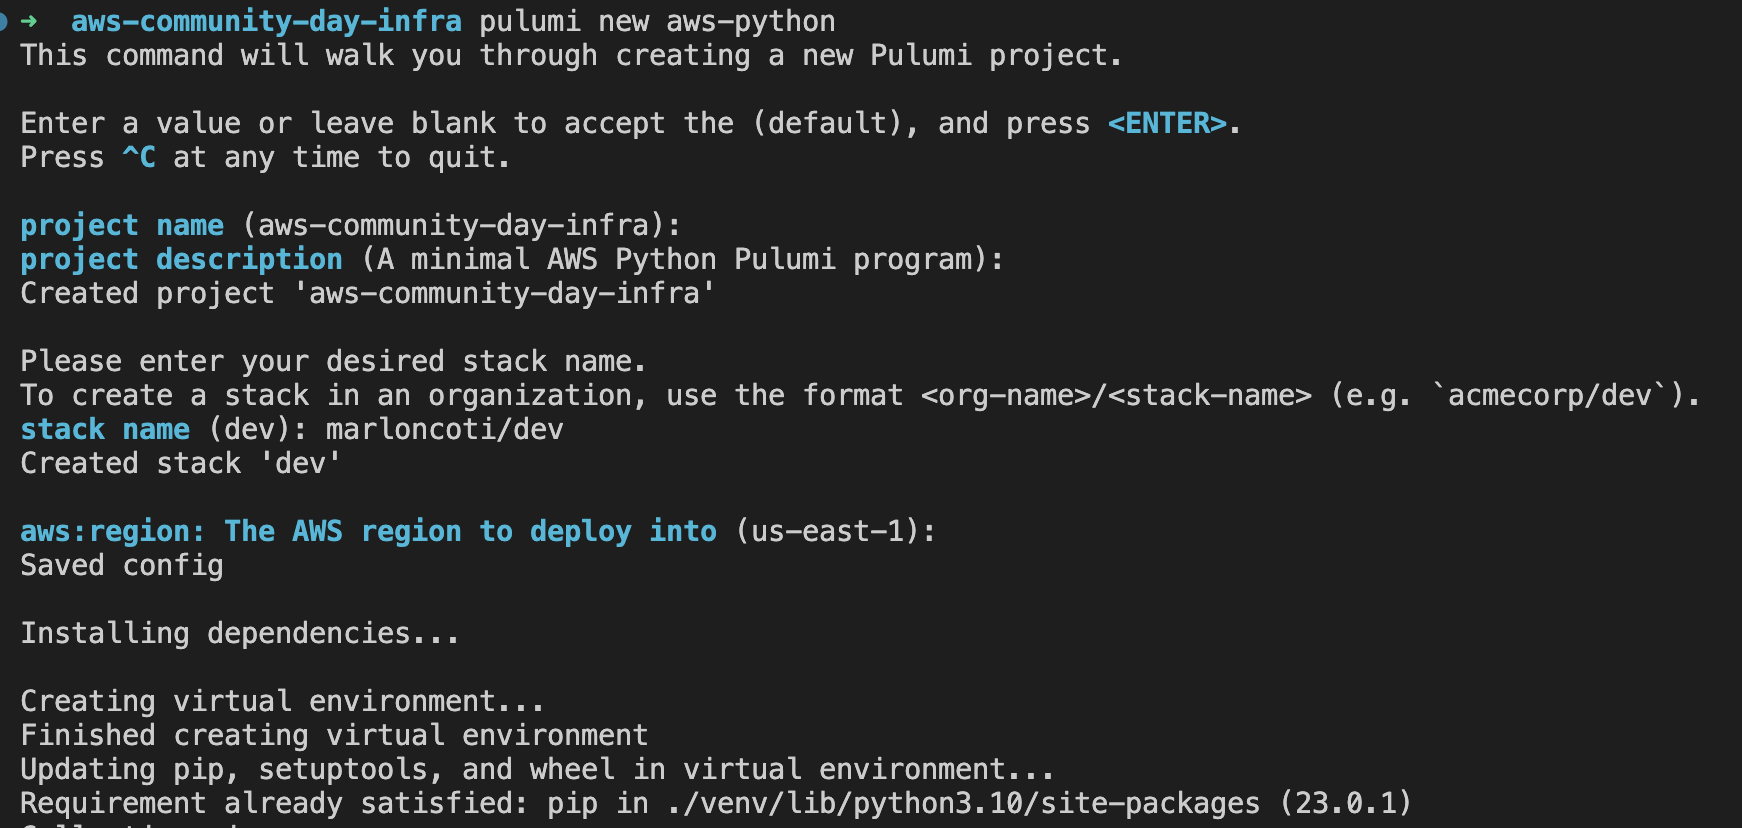 ➜ aws-community-day-infra pulumi new aws-python
This command will walk you through creating a new Pulumi project.
Enter a value or leave blank to accept the (default), and press <ENTER>.
Press ^C at any time to quit.
project name (aws-community-day-infra):
project description (A minimal AWS Python Pulumi program):
Created project 'aws-community-day-infra'
Please enter your desired stack name.
To create a stack in an organization, use the format <org-name>/<stack-name> (e.g. `acmecorp/dev`).
stack name (dev): marloncoti/dev
Created stack 'dev'
aws:region: The AWS region to deploy into (us-east-1):
Saved config
Installing dependencies...
Creating virtual environment...
Finished creating virtual environment
Updating pip, setuptools, and wheel in virtual environment...
Requirement already satisfied: pip in ./venv/lib/python3.10/site-packages (23.0.1)